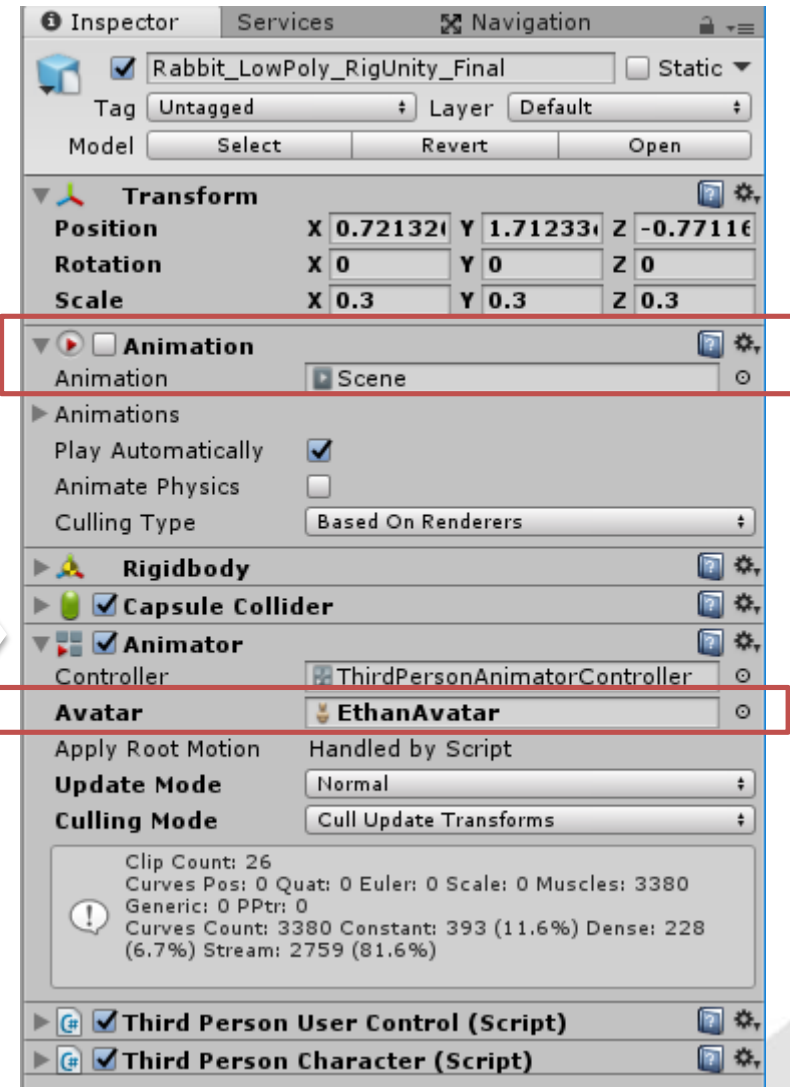 Inspector Services Navigation
Rabbit_LowPoly_RigUnity_Final Static
Tag Untagged Layer Default
Model Select Revert Open
Transform
Position X 0.72132 Y 1.71233 Z -0.7711
Rotation X 0 Y 0 Z 0
Scale X 0.3 Y 0.3 Z 0.3
Animation
Animation Scene
Animations
Play Automatically
Animate Physics
Culling Type Based On Renderers
Rigidbody
Capsule Collider
Animator
Controller ThirdPersonAnimatorController
Avatar EthanAvatar
Apply Root Motion Handled by Script
Update Mode Normal
Culling Mode Cull Update Transforms
Clip Count: 26
Curves Pos: 0 Quat: 0 Euler: 0 Scale: 0 Muscles: 3380
Generic: 0 PPtr: 0
Curves Count: 3380 Constant: 393 (11.6%) Dense: 228
(6.7%) Stream: 2759 (81.6%)
Third Person User Control (Script)
Third Person Character (Script)